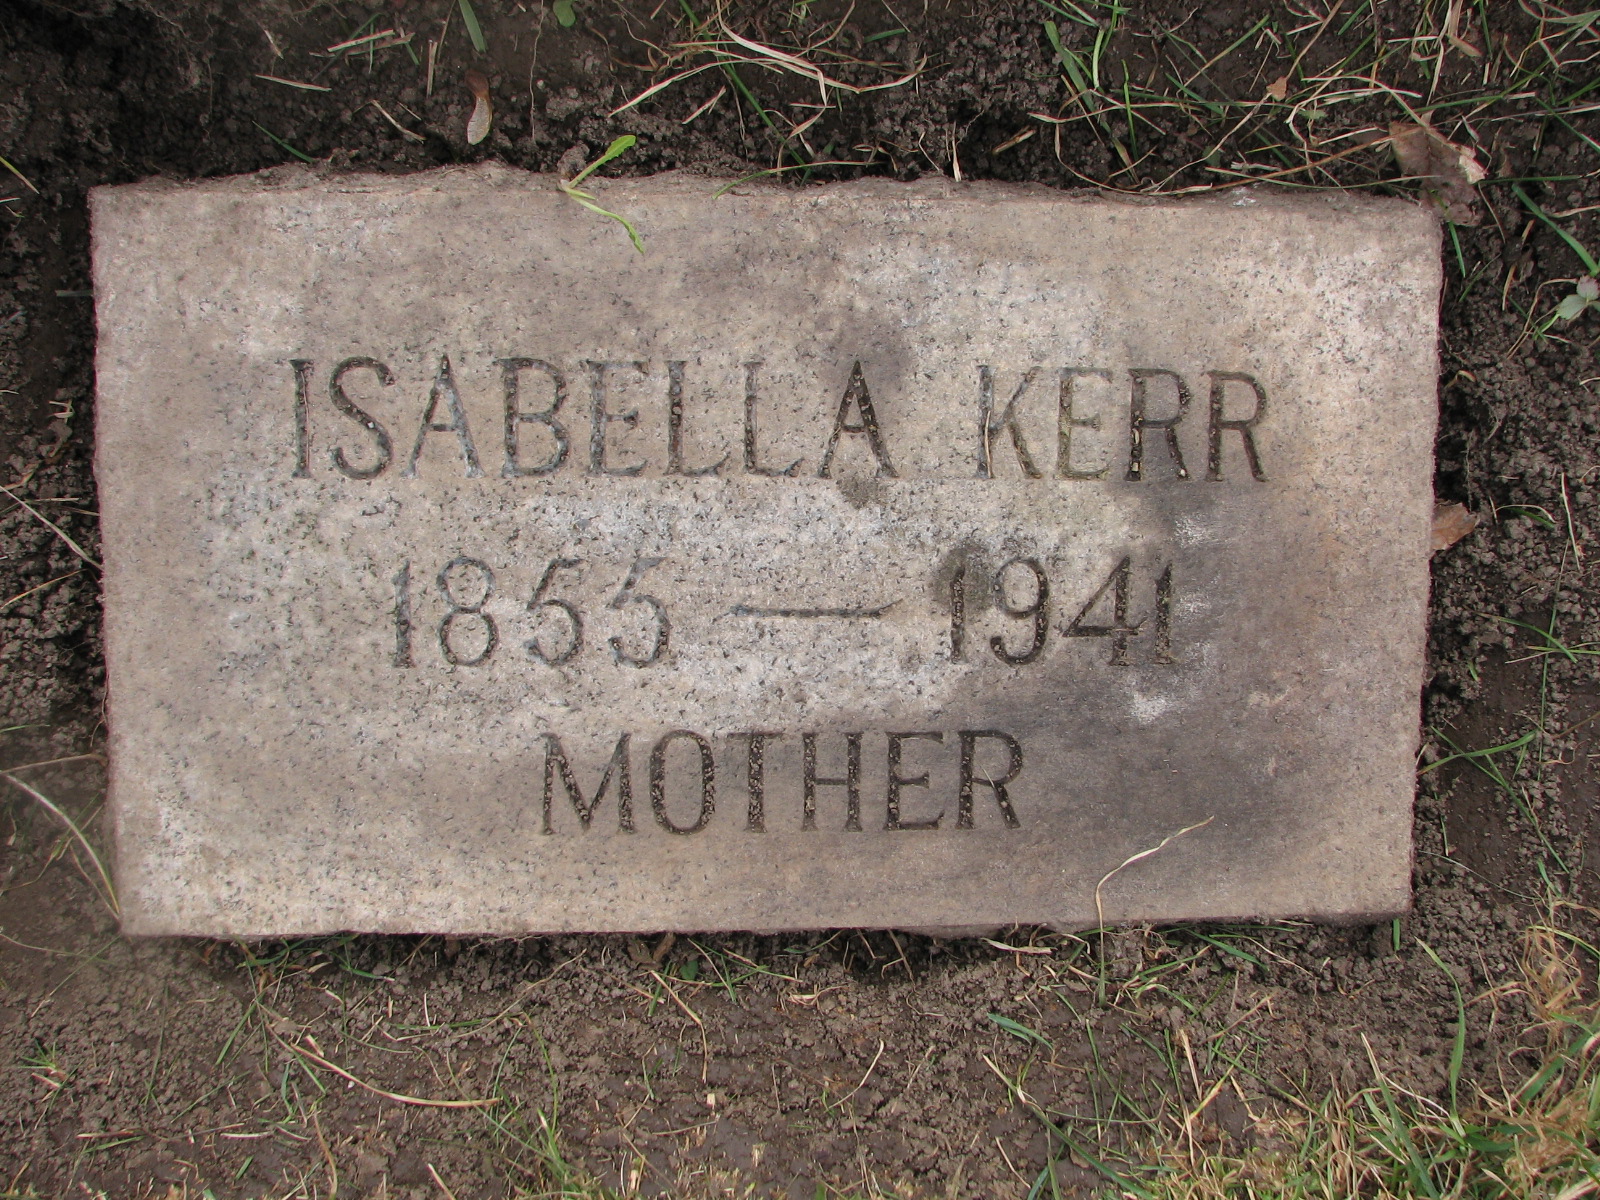 ISABELLA KERR
1855 — 1941
MOTHER